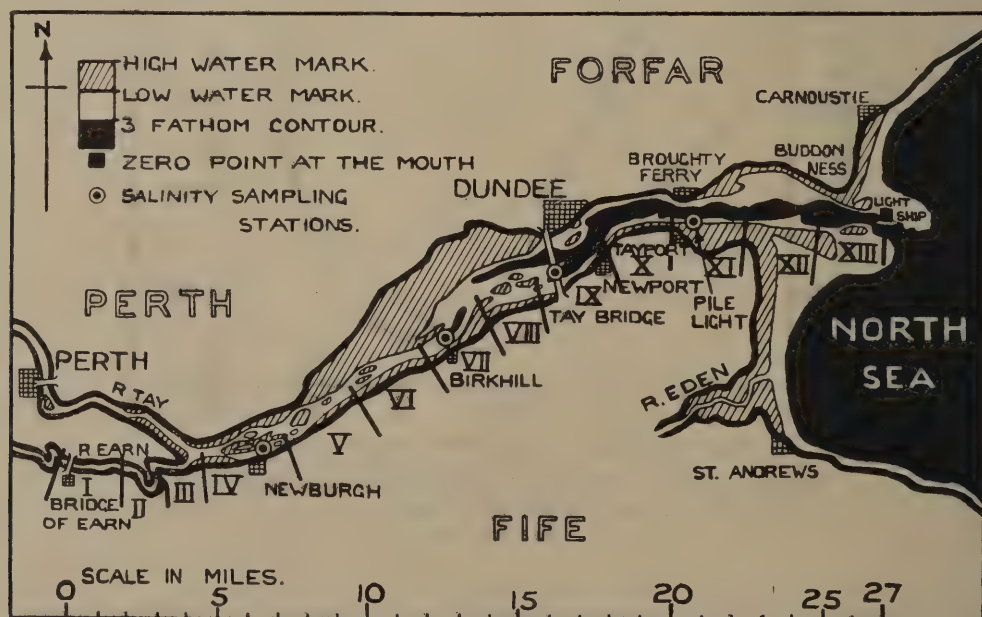 N
HIGH WATER MARK.
LOW WATER MARK.
3 FATHOM CONTOUR.
ZERO POINT AT THE MOUTH
SALINITY SAMPLING
STATIONS.
FORFAR
CARNOUSTIE
BUDDON
NESS
BROUGHTY
FERRY
DUNDEE
LIGHT
SHIP
TAYPORT
X
XI
XII
XIII
IX
NEWPORT
PILE
LIGHT
TAY BRIDGE
VIII
VII
BIRKHILL
VI
V
PERTH
PERTH
R TAY
R EARN
I
II
III
IV
BRIDGE
OF EARN
NEWBURGH
R. EDEN
ST. ANDREWS
NORTH
SEA
FIFE
SCALE IN MILES.
0 5 10 15 20 25 27